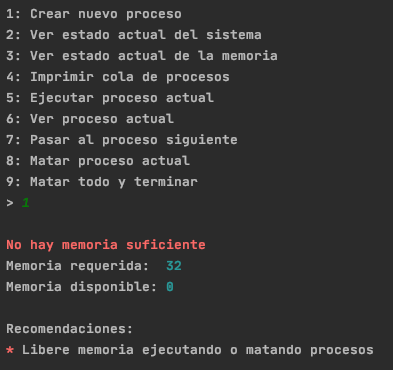 1: Crear nuevo proceso
2: Ver estado actual del sistema
3: Ver estado actual de la memoria
4: Imprimir cola de procesos
5: Ejecutar proceso actual
6: Ver proceso actual
7: Pasar al proceso siguiente
8: Matar proceso actual
9: Matar todo y terminar
> 1
No hay memoria suficiente
Memoria requerida:  32
Memoria disponible: 0
Recomendaciones:
* Libere memoria ejecutando o matando procesos